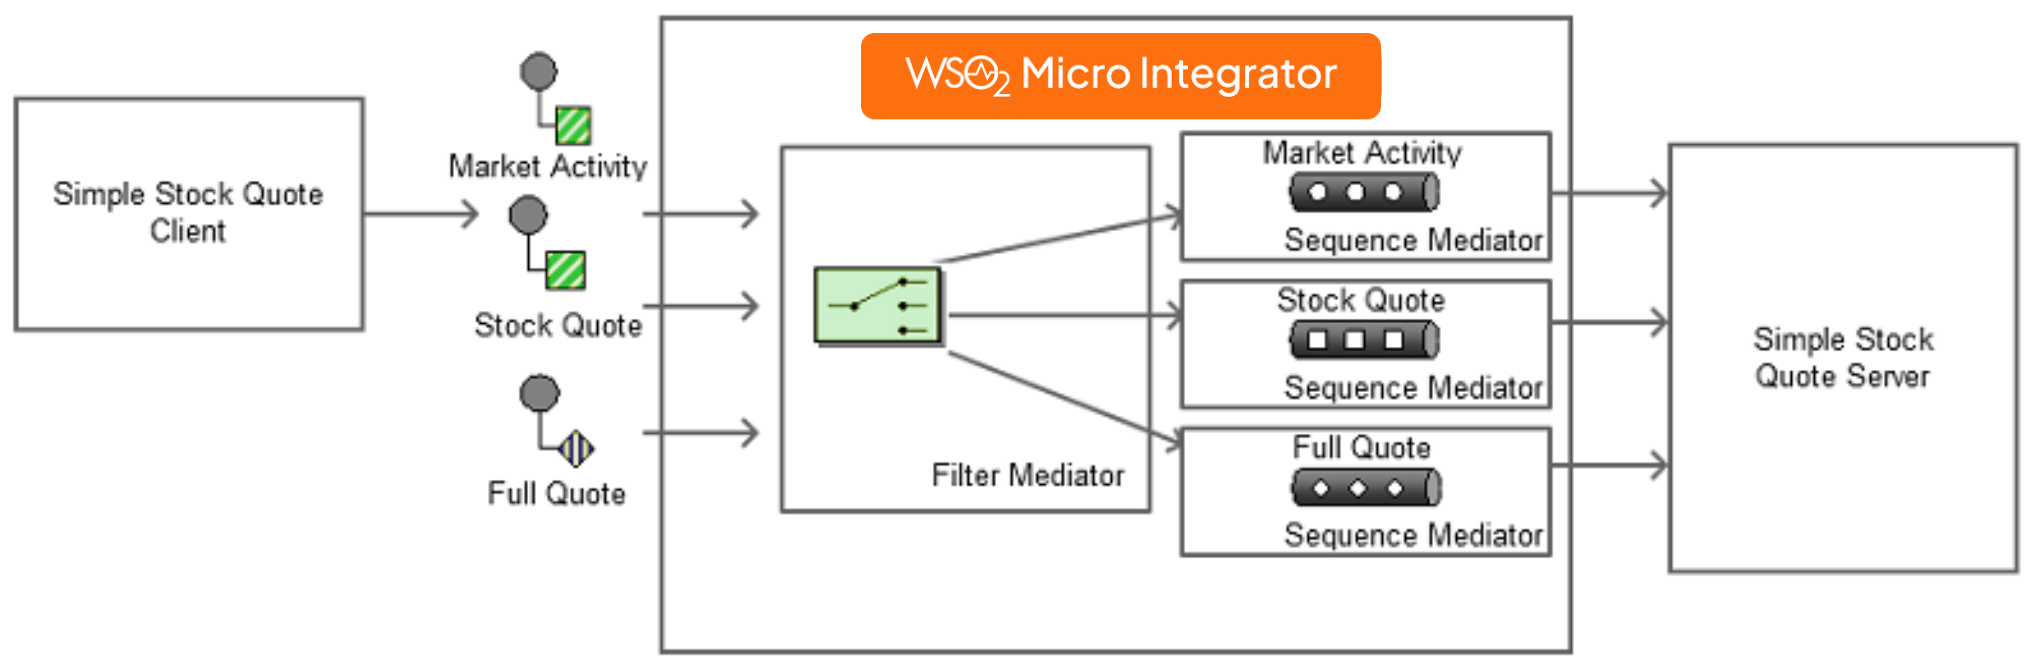 Simple Stock Quote
Client
Market Activity
Stock Quote
Full Quote
WSO2 Micro Integrator
Filter Mediator
Market Activity
Sequence Mediator
Stock Quote
Sequence Mediator
Full Quote
Sequence Mediator
Simple Stock
Quote Server